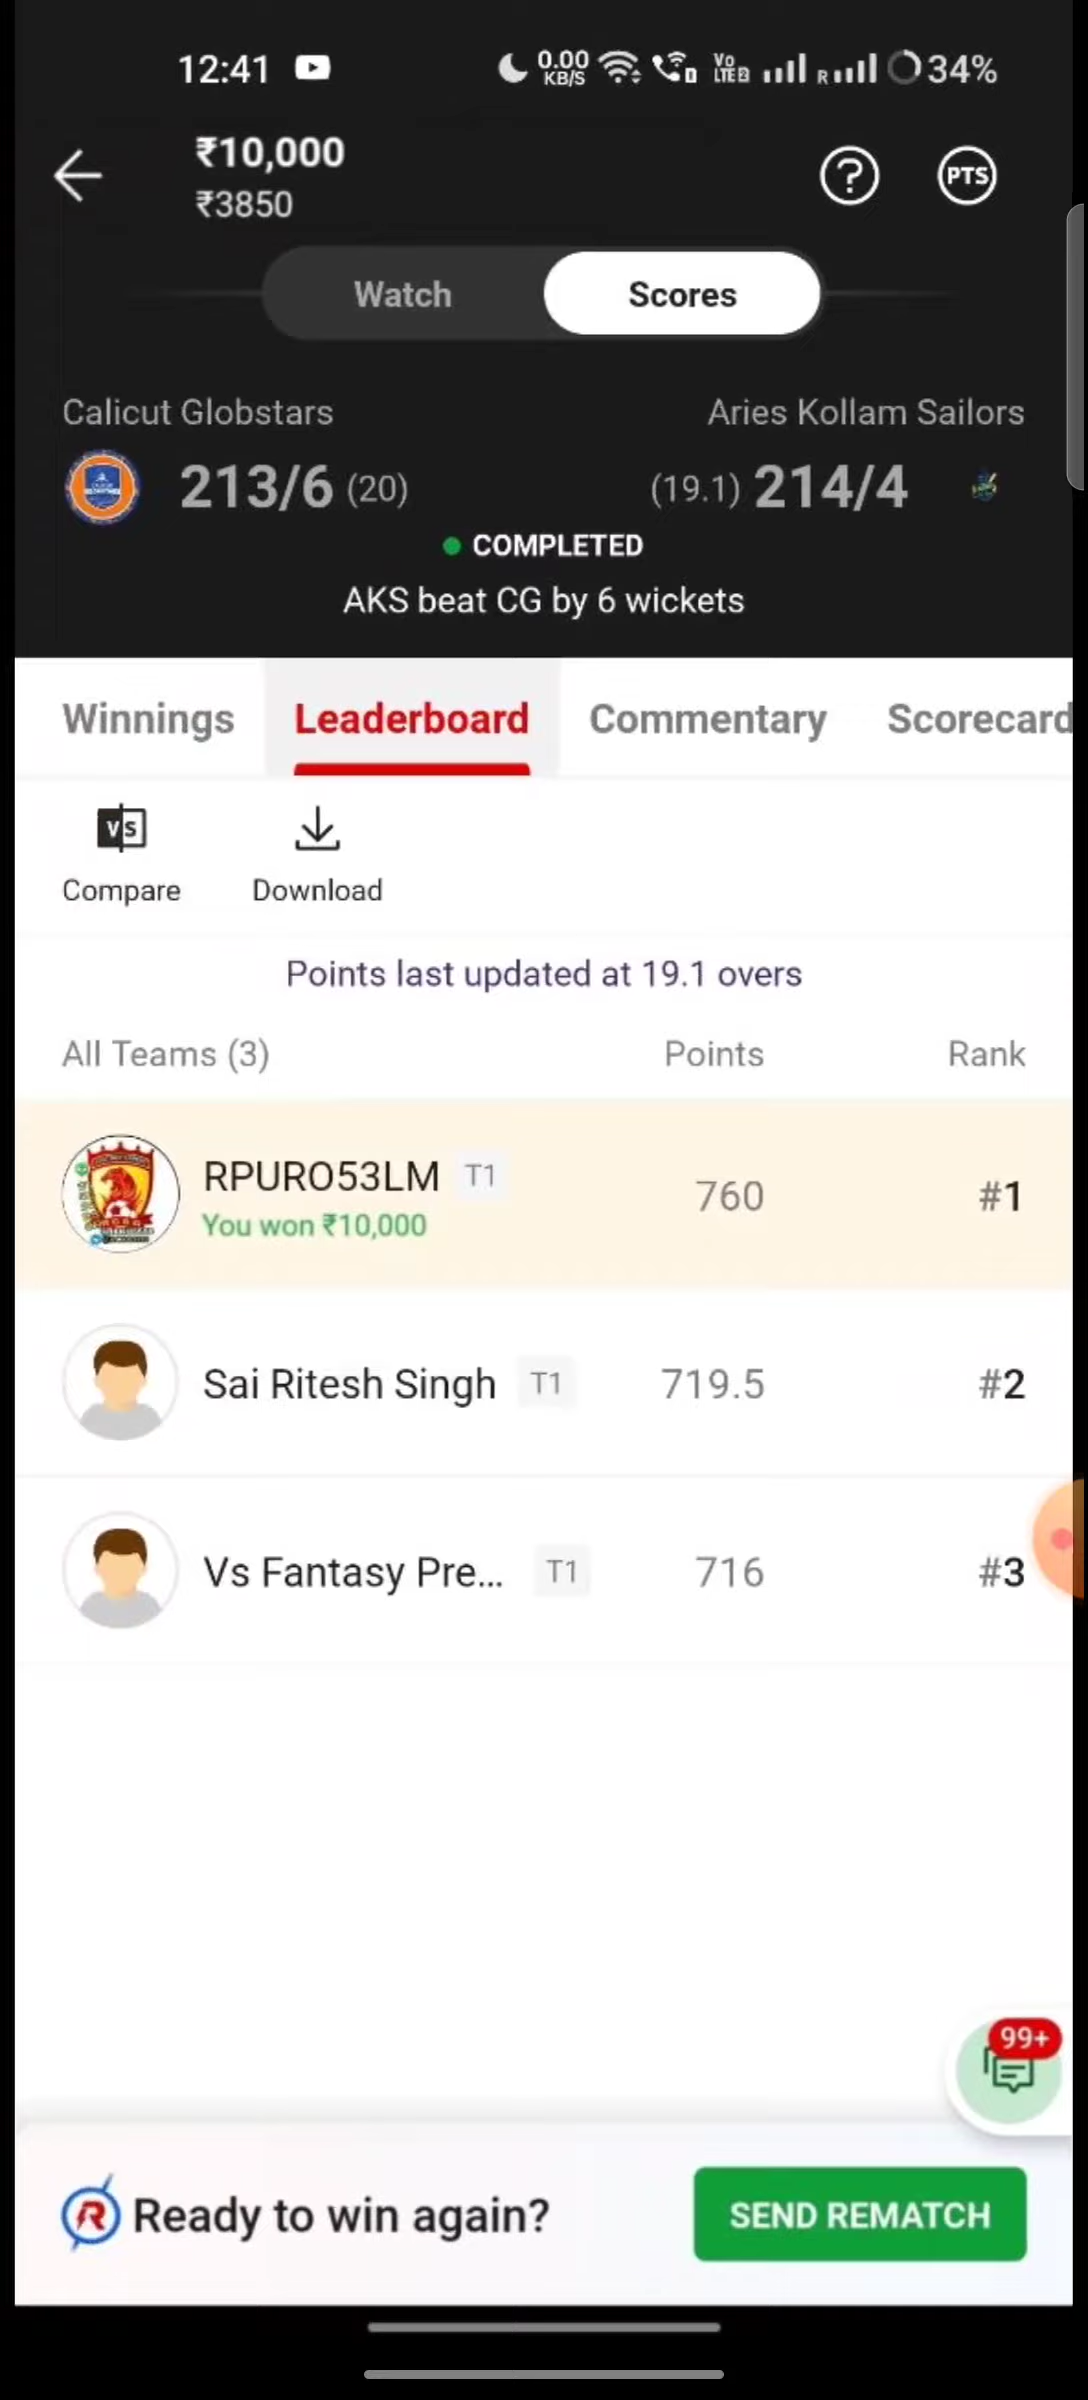 12:41 0.00 KB/S Vo LTE2 R 34%
₹10,000
₹3850
? PTS
Watch Scores
Calicut Globstars Aries Kollam Sailors
213/6 (20) (19.1) 214/4
COMPLETED
AKS beat CG by 6 wickets
Winnings Leaderboard Commentary Scorecard
VS
Compare Download
Points last updated at 19.1 overs
All Teams (3) Points Rank
RPURO53LM T1 760 #1
You won ₹10,000
Sai Ritesh Singh T1 719.5 #2
Vs Fantasy Pre... T1 716 #3
99+
R Ready to win again? SEND REMATCH